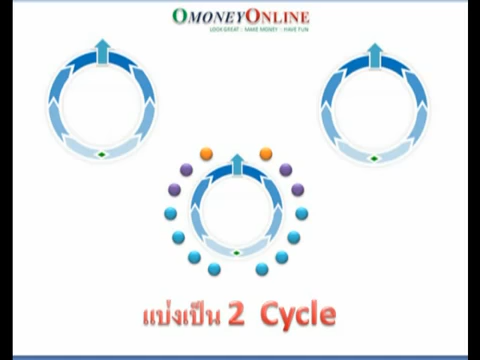 OMONEYONLINE
LOOK GREAT :: MAKE MONEY :: HAVE FUN
แบ่งเป็น 2 Cycle